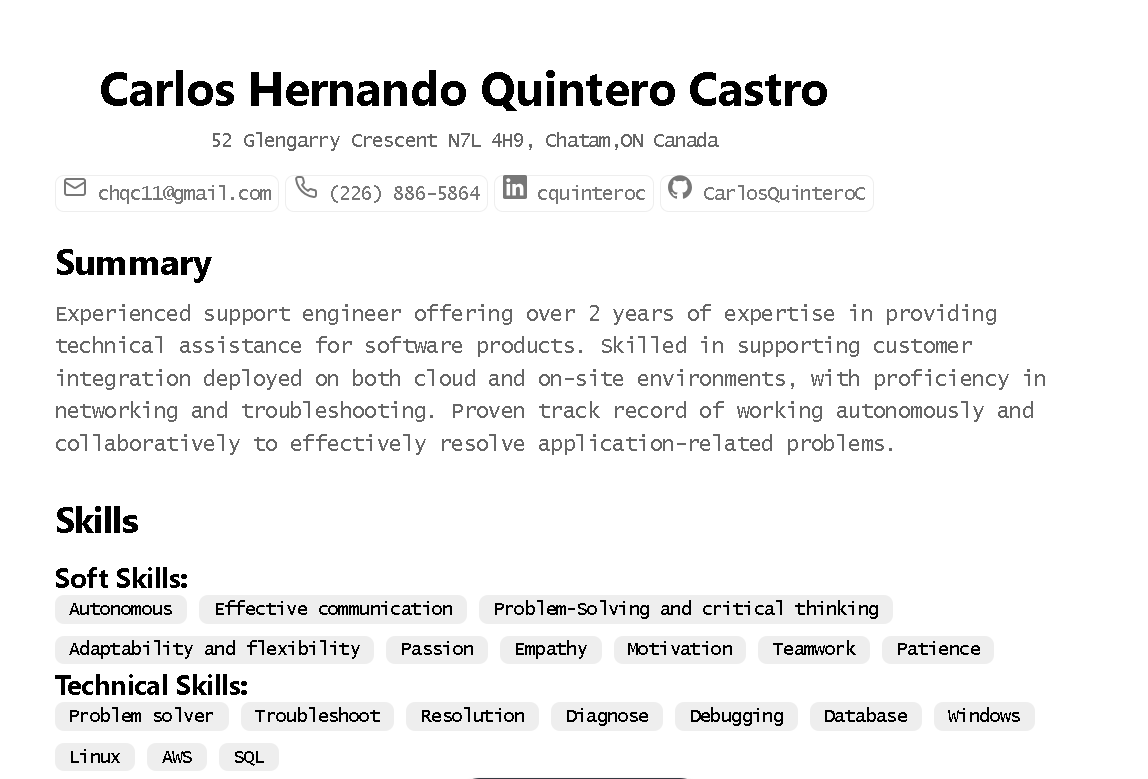 Carlos Hernando Quintero Castro
52 Glengarry Crescent N7L 4H9, Chatam,ON Canada
chqc11@gmail.com (226) 886-5864 in cquinteroc CarlosQuinteroC
Summary
Experienced support engineer offering over 2 years of expertise in providing
technical assistance for software products. Skilled in supporting customer
integration deployed on both cloud and on-site environments, with proficiency in
networking and troubleshooting. Proven track record of working autonomously and
collaboratively to effectively resolve application-related problems.
Skills
Soft Skills:
Autonomous Effective communication Problem-Solving and critical thinking
Adaptability and flexibility Passion Empathy Motivation Teamwork Patience
Technical Skills:
Problem solver Troubleshoot Resolution Diagnose Debugging Database Windows
Linux AWS SQL